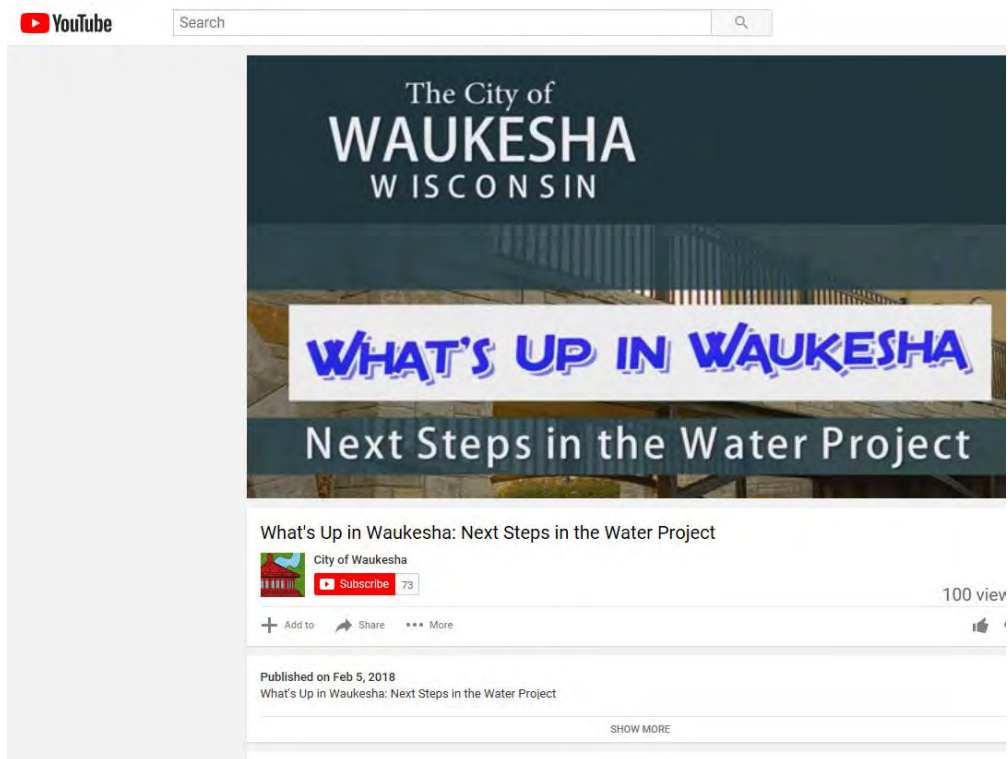 YouTube
Search
The City of
WAUKESHA
WISCONSIN
WHAT'S UP IN WAUKESHA
Next Steps in the Water Project
What's Up in Waukesha: Next Steps in the Water Project
City of Waukesha
Subscribe 73
100 view
Add to Share More
Published on Feb 5, 2018
What's Up in Waukesha: Next Steps in the Water Project
SHOW MORE